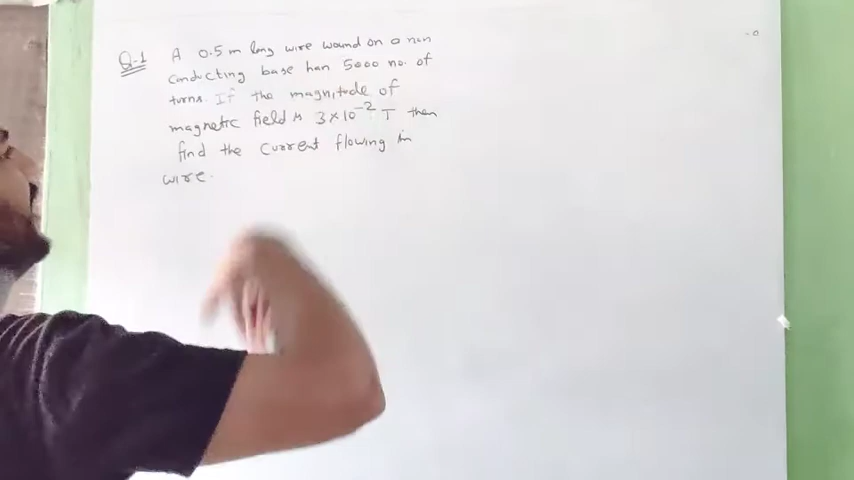 Q-1 A 0.5 m long wire wound on a non
conducting base han 5000 no. of
turns. If the magnitude of
magnetic field is 3×10⁻² T then
find the current flowing in
wire.